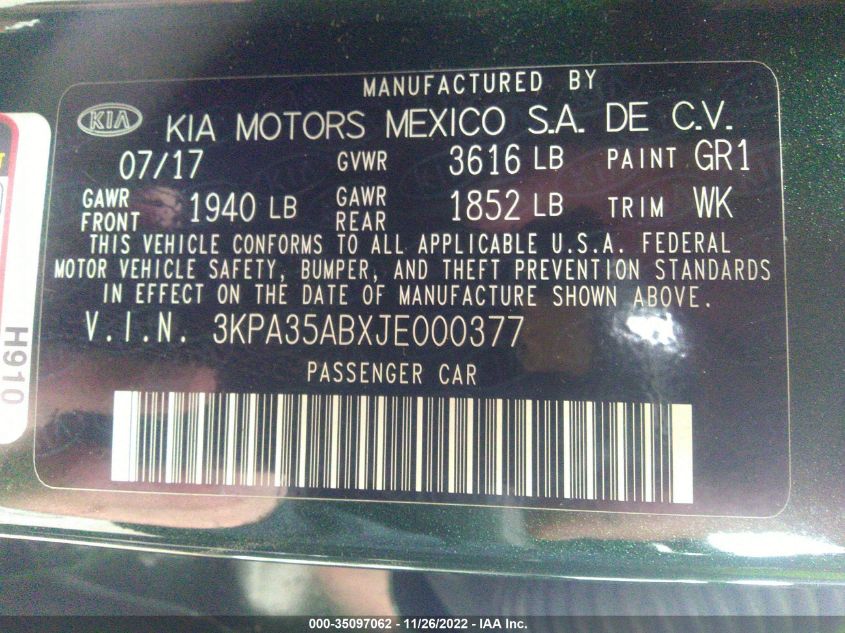 MANUFACTURED BY
KIA KIA MOTORS MEXICO S.A. DE C.V.
07/17 GVWR 3616 LB PAINT GR1
GAWR FRONT 1940 LB GAWR REAR 1852 LB TRIM WK
THIS VEHICLE CONFORMS TO ALL APPLICABLE U.S.A. FEDERAL
MOTOR VEHICLE SAFETY, BUMPER, AND THEFT PREVENTION STANDARDS
IN EFFECT ON THE DATE OF MANUFACTURE SHOWN ABOVE.
V.I.N. 3KPA35ABXJE000377
PASSENGER CAR
H910
000-35097062 - 11/26/2022 - IAA Inc.